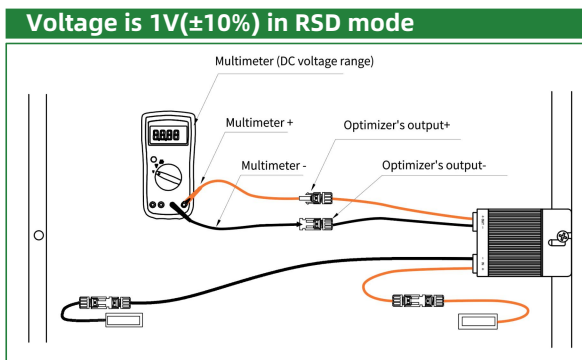 Voltage is 1V(±10%) in RSD mode
Multimeter (DC voltage range)
Multimeter +
Optimizer's output+
Multimeter -
Optimizer's output-